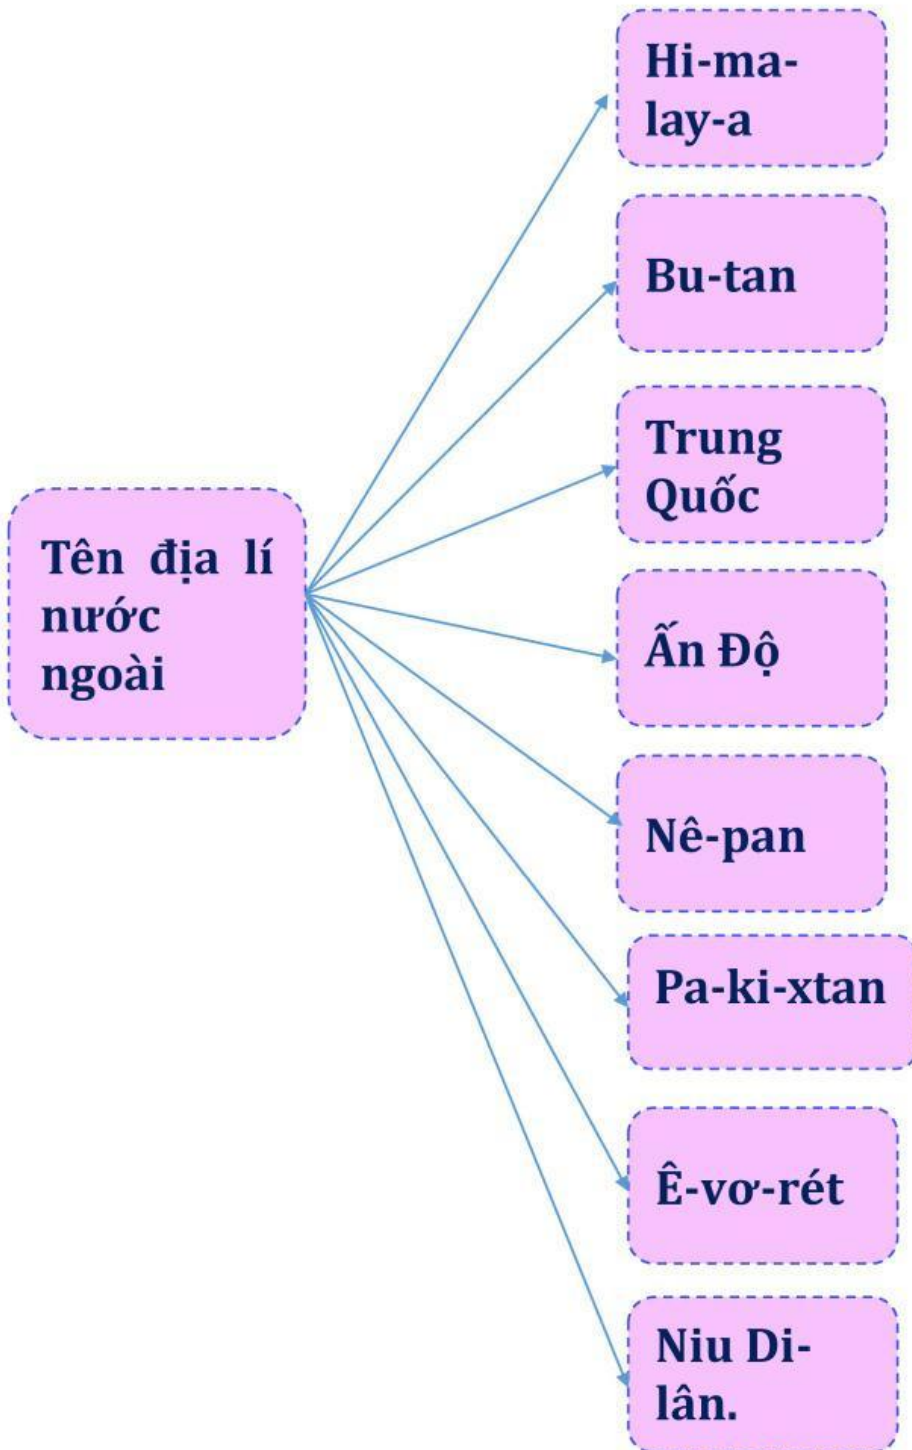 Hi-ma-
lay-a
Bu-tan
Trung
Quốc
Tên địa lí
nước
ngoài
Ấn Độ
Nê-pan
Pa-ki-xtan
Ê-vơ-rét
Niu Di-
lân.